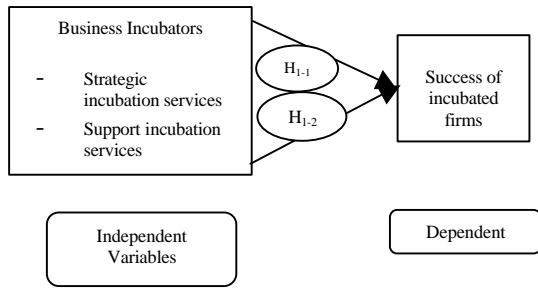 Business Incubators
- Strategic
incubation services
- Support incubation
services
H1-1
H1-2
Success of
incubated
firms
Independent
Variables
Dependent